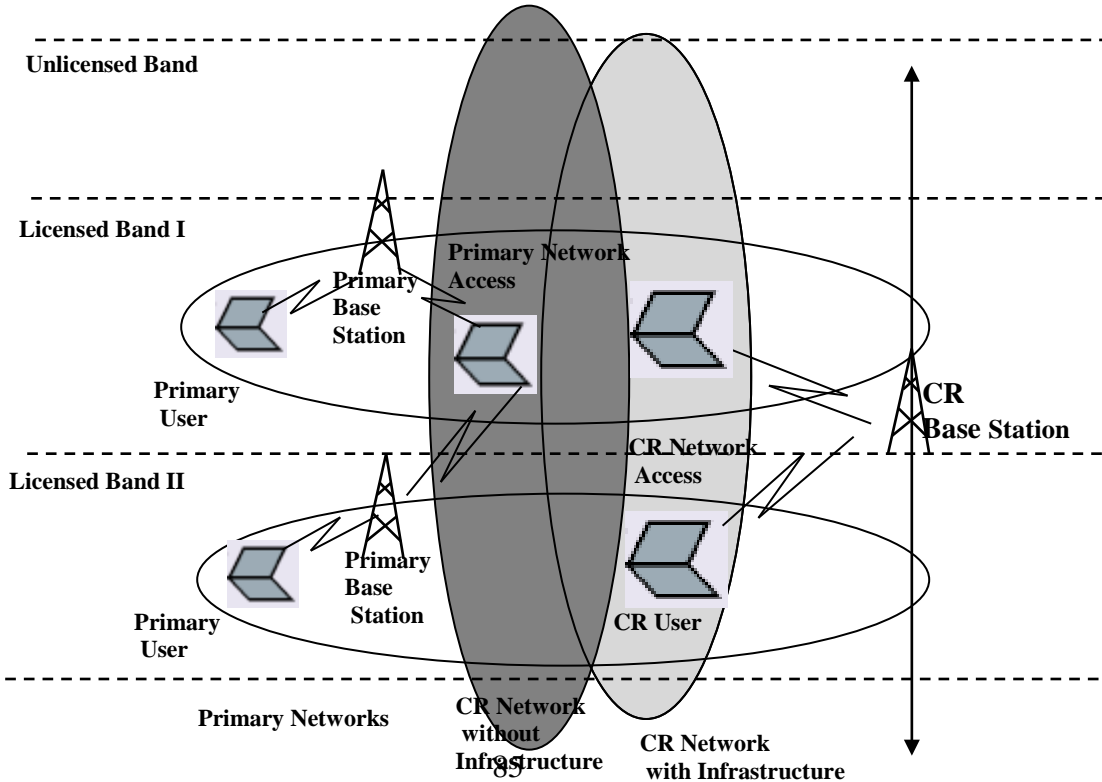 Unlicensed Band
Licensed Band I
Primary Network
Access
Primary
Base
Station
Primary
User
CR
Base Station
CR Network
Access
Licensed Band II
Primary
Base
Station
Primary
User
CR User
Primary Networks
CR Network
without
Infrastructure
85
CR Network
with Infrastructure